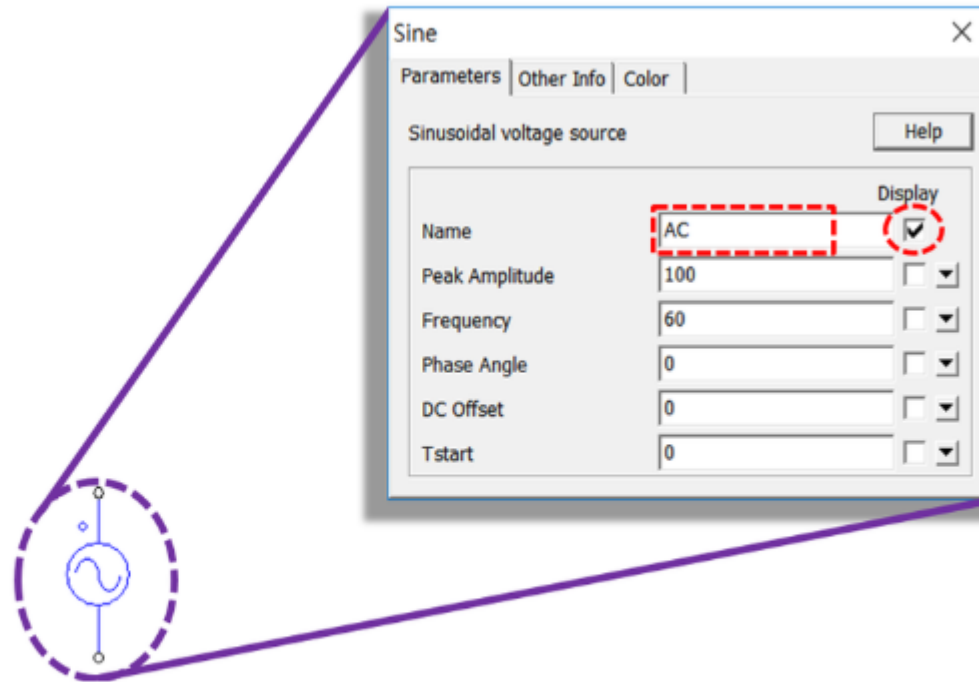 Sine
Parameters Other Info Color
Sinusoidal voltage source Help
Display
Name AC
Peak Amplitude 100
Frequency 60
Phase Angle 0
DC Offset 0
Tstart 0